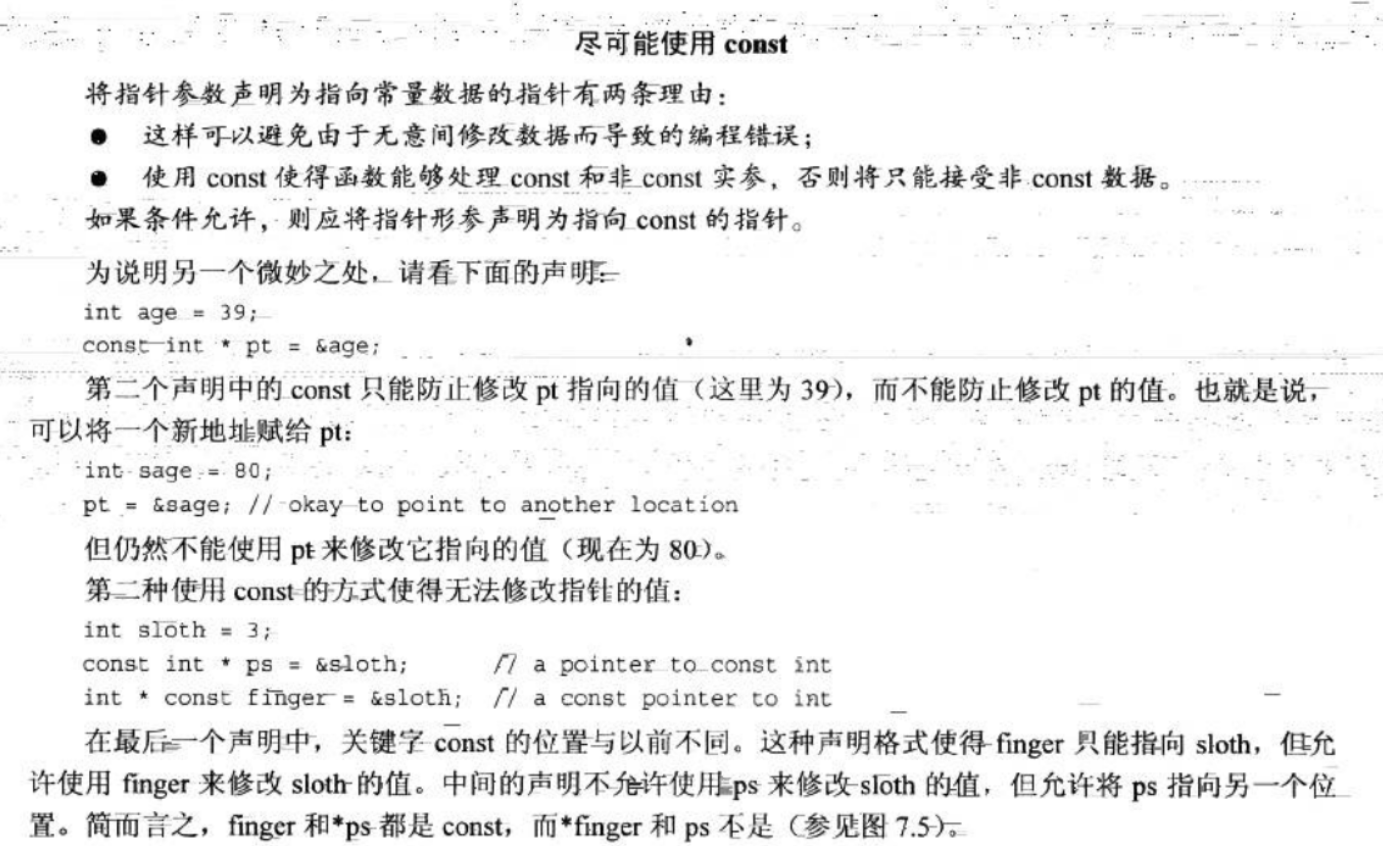 尽可能使用 const
将指针参数声明为指向常量数据的指针有两条理由：
● 这样可以避免由于无意间修改数据而导致的编程错误；
● 使用 const 使得函数能够处理 const 和非 const 实参，否则将只能接受非 const 数据。
如果条件允许，则应将指针形参声明为指向 const 的指针。
为说明另一个微妙之处，请看下面的声明：
int age = 39;
const int * pt = &age;
第二个声明中的 const 只能防止修改 pt 指向的值（这里为 39），而不能防止修改 pt 的值。也就是说，
可以将一个新地址赋给 pt：
int sage = 80;
pt = &sage; // okay to point to another location
但仍然不能使用 pt 来修改它指向的值（现在为 80）。
第二种使用 const 的方式使得无法修改指针的值：
int sloth = 3;
const int * ps = &sloth; // a pointer to const int
int * const finger = &sloth; // a const pointer to int
在最后一个声明中，关键字 const 的位置与以前不同。这种声明格式使得 finger 只能指向 sloth，但允
许使用 finger 来修改 sloth 的值。中间的声明不允许使用 ps 来修改 sloth 的值，但允许将 ps 指向另一个位
置。简而言之，finger 和*ps 都是 const，而*finger 和 ps 不是（参见图 7.5）。